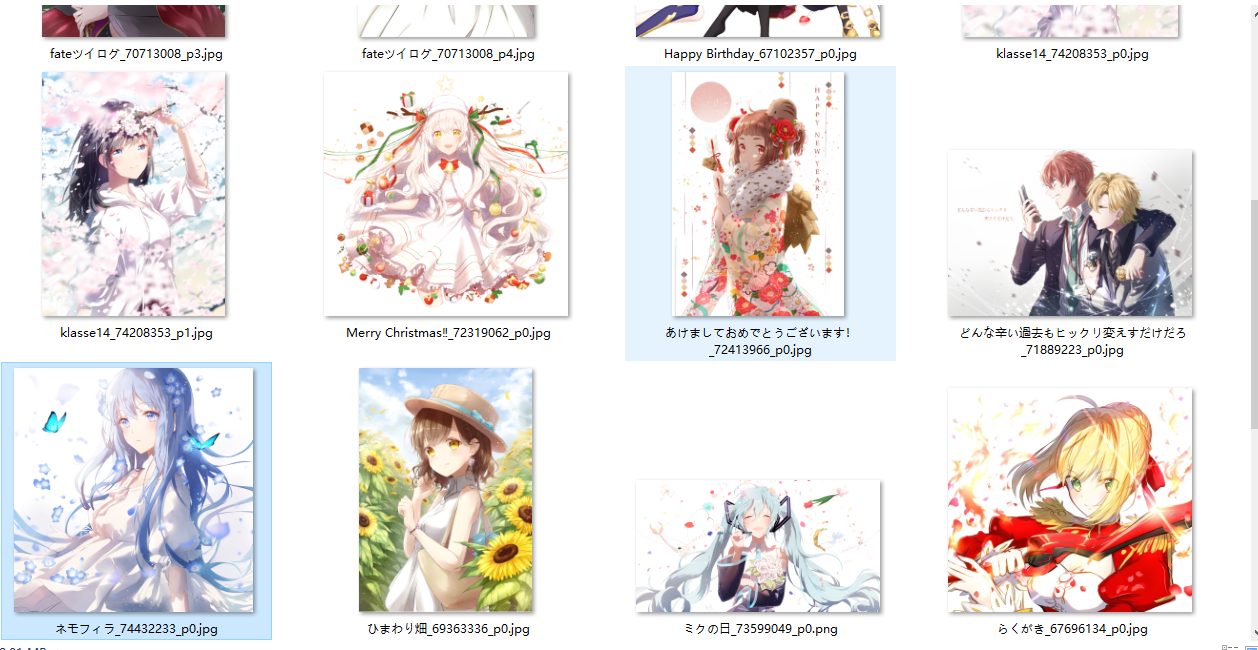 fateツイログ_70713008_p3.jpg
fateツイログ_70713008_p4.jpg
Happy Birthday_67102357_p0.jpg
klasse14_74208353_p0.jpg
HAPPY NEW YEAR!
klasse14_74208353_p1.jpg
Merry Christmas!!_72319062_p0.jpg
あけましておめでとうございます!
_72413966_p0.jpg
どんな辛い過去もヒックリ変えすだけだろ
_71889223_p0.jpg
ネモフィラ_74432233_p0.jpg
ひまわり畑_69363336_p0.jpg
ミクの日_73599049_p0.png
らくがき_67696134_p0.jpg